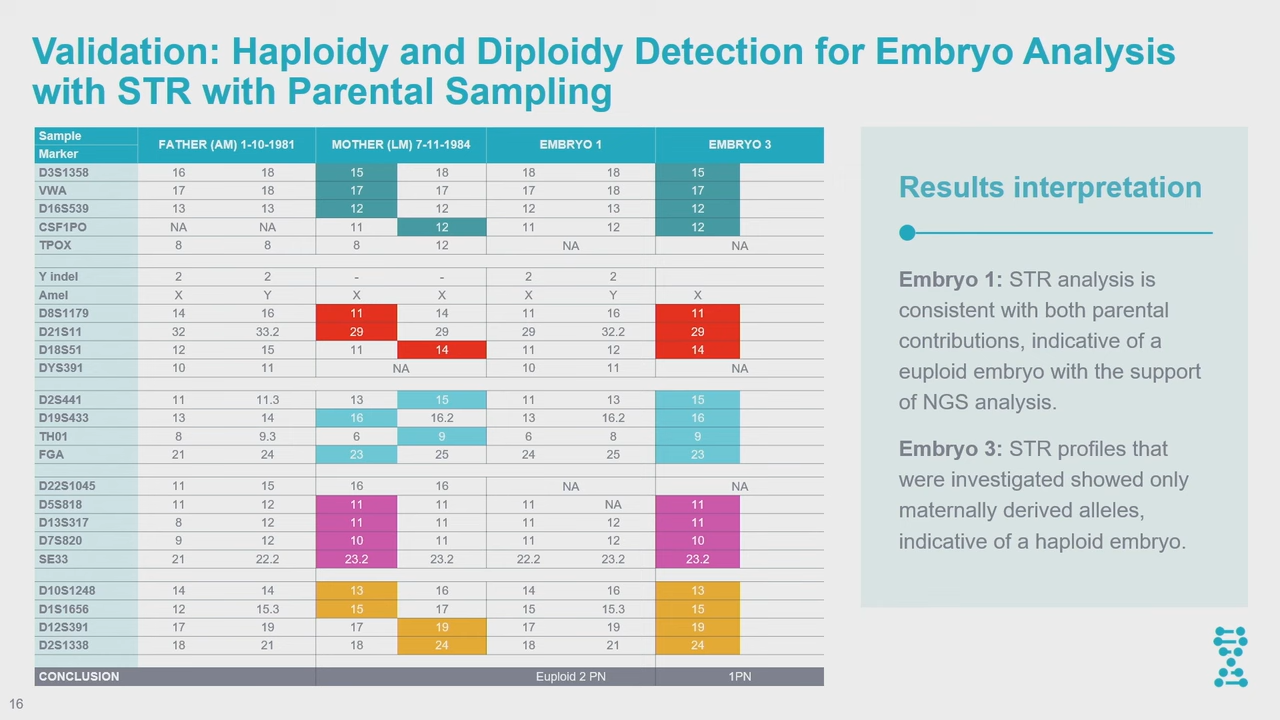 Validation: Haploidy and Diploidy Detection for Embryo Analysis
with STR with Parental Sampling
Sample
Marker
FATHER (AM) 1-10-1981 MOTHER (LM) 7-11-1984 EMBRYO 1 EMBRYO 3
D3S1358 16 18 15 18 18 18 15
VWA 17 18 17 17 17 18 17
D16S539 13 13 12 12 12 13 12
CSF1PO NA NA 11 12 11 12 12
TPOX 8 8 8 12 NA NA
Y indel 2 2 - - 2 2
Amel X Y X X X Y X
D8S1179 14 16 11 14 11 16 11
D21S11 32 33.2 29 29 29 32.2 29
D18S51 12 15 11 14 11 12 14
DYS391 10 11 NA 10 11 NA
D2S441 11 11.3 13 15 11 13 15
D19S433 13 14 16 16.2 13 16.2 16
TH01 8 9.3 6 9 6 8 9
FGA 21 24 23 25 24 25 23
D22S1045 11 15 16 16 NA NA
D5S818 11 12 11 11 11 NA 11
D13S317 8 12 11 11 11 12 11
D7S820 9 12 10 11 11 12 10
SE33 21 22.2 23.2 23.2 22.2 23.2 23.2
D10S1248 14 14 13 16 14 16 13
D1S1656 12 15.3 15 17 15 15.3 15
D12S391 17 19 17 19 17 19 19
D2S1338 18 21 18 24 18 21 24
CONCLUSION Euploid 2 PN 1PN
Results interpretation
Embryo 1: STR analysis is
consistent with both parental
contributions, indicative of a
euploid embryo with the support
of NGS analysis.
Embryo 3: STR profiles that
were investigated showed only
maternally derived alleles,
indicative of a haploid embryo.
16